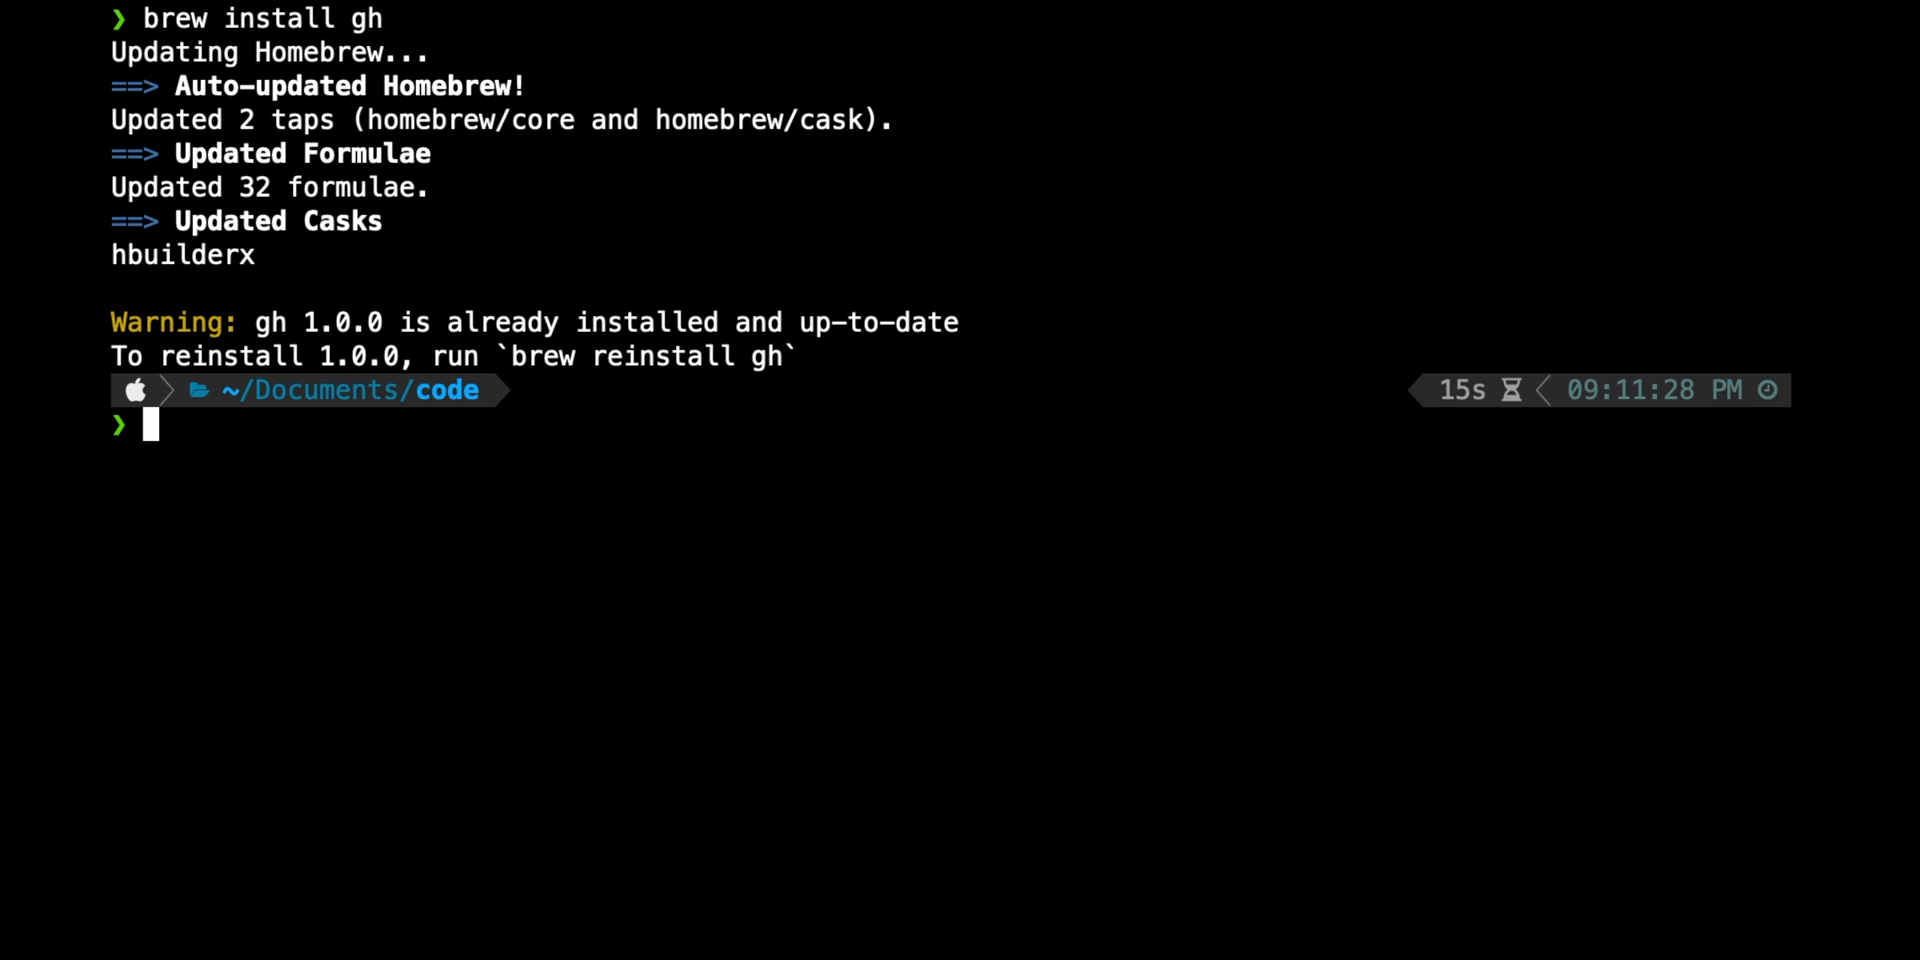 ❯ brew install gh
Updating Homebrew...
==> Auto-updated Homebrew!
Updated 2 taps (homebrew/core and homebrew/cask).
==> Updated Formulae
Updated 32 formulae.
==> Updated Casks
hbuilderx
Warning: gh 1.0.0 is already installed and up-to-date
To reinstall 1.0.0, run `brew reinstall gh`
~/Documents/code 15s 09:11:28 PM
❯